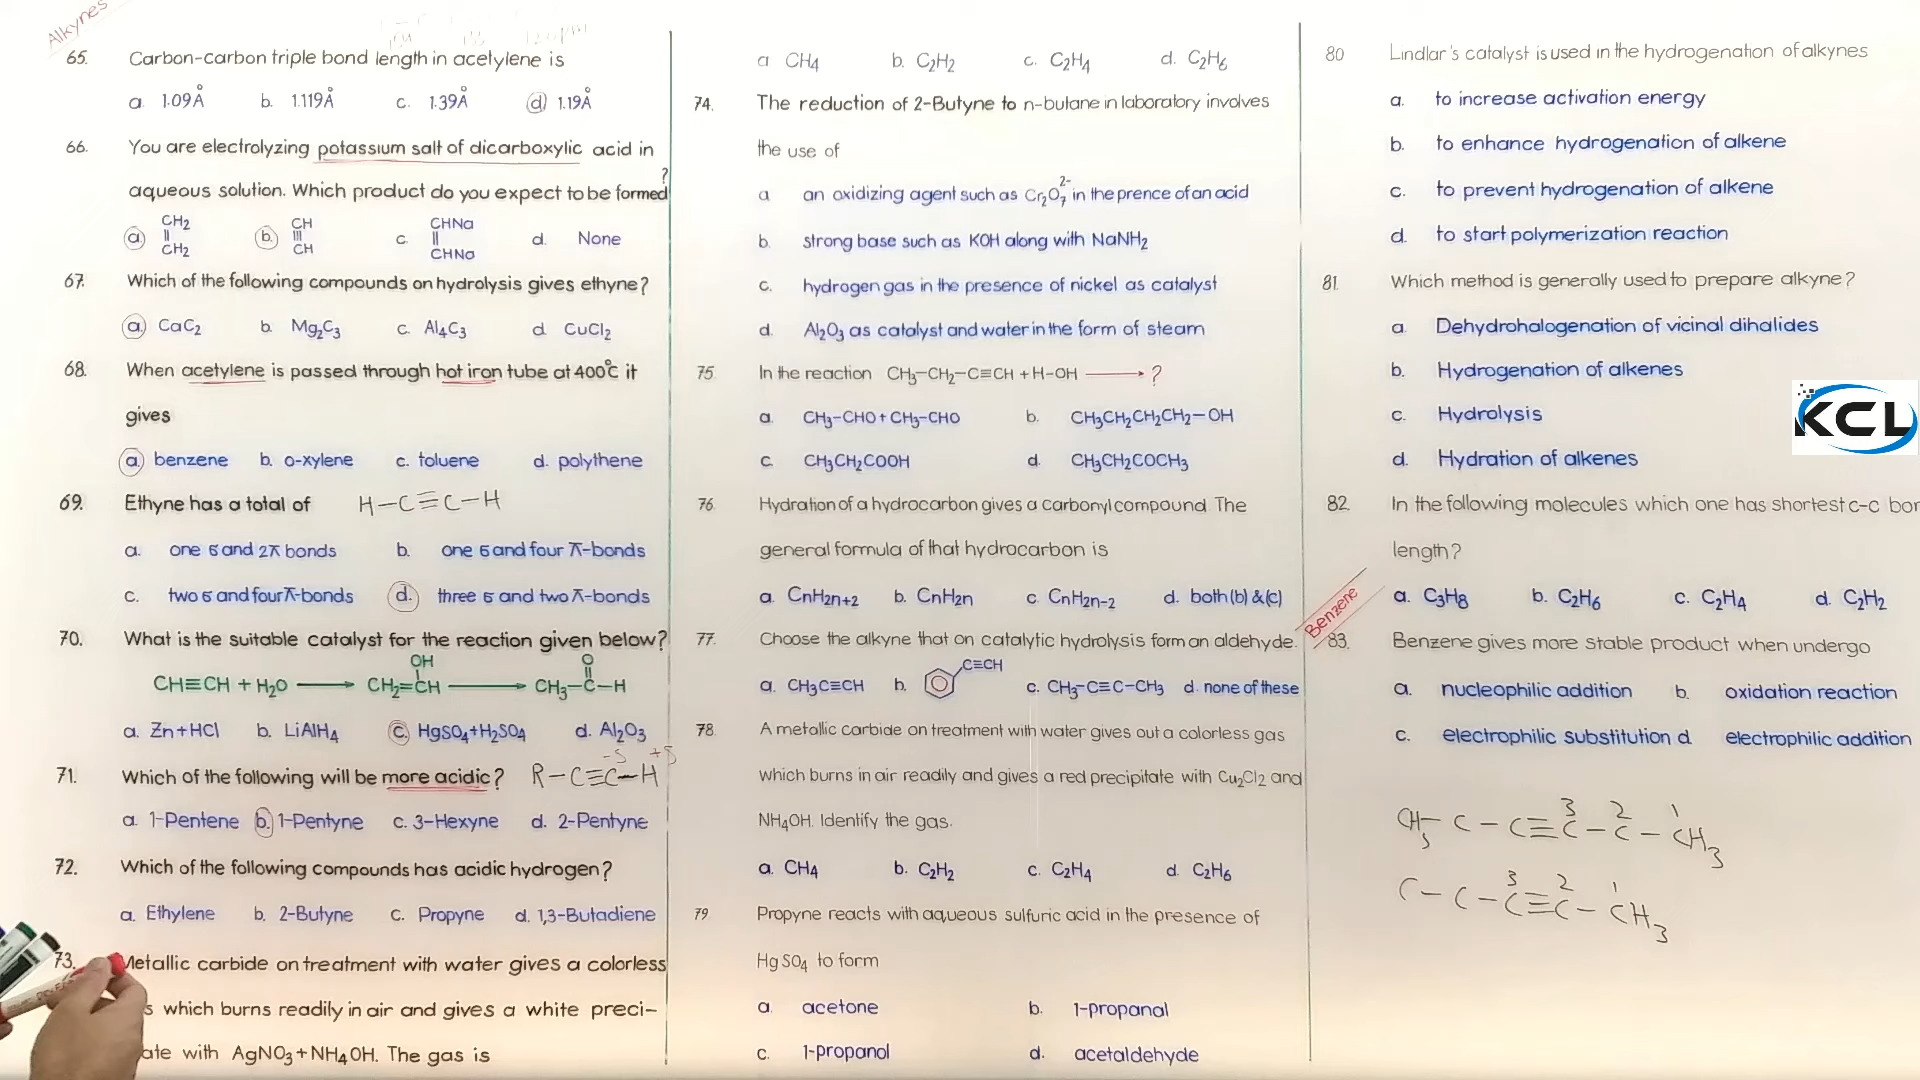 Alkynes
65. Carbon-carbon triple bond length in acetylene is
a. 1.09Å b. 1.119Å c. 1.39Å d. 1.19Å
66. You are electrolyzing potassium salt of dicarboxylic acid in
aqueous solution. Which product do you expect to be formed?
a. CH2=CH2 b. CH≡CH c. CHNa=CHNa d. None
67. Which of the following compounds on hydrolysis gives ethyne?
a. CaC2 b. Mg2C3 c. Al4C3 d. CuCl2
68. When acetylene is passed through hot iron tube at 400°C it
gives
a. benzene b. o-xylene c. toluene d. polythene
69. Ethyne has a total of H-C≡C-H
a. one σ and 2π bonds b. one σ and four π-bonds
c. two σ and four π-bonds d. three σ and two π-bonds
70. What is the suitable catalyst for the reaction given below?
OH O
CH≡CH + H2O ⟶ CH2=CH ⟶ CH3-C-H
a. Zn+HCl b. LiAlH4 c. HgSO4+H2SO4 d. Al2O3
-δ +δ
71. Which of the following will be more acidic? R-C≡C-H
a. 1-Pentene b. 1-Pentyne c. 3-Hexyne d. 2-Pentyne
72. Which of the following compounds has acidic hydrogen?
a. Ethylene b. 2-Butyne c. Propyne d. 1,3-Butadiene
73. Metallic carbide on treatment with water gives a colorless
s which burns readily in air and gives a white preci-
ate with AgNO3+NH4OH. The gas is
a CH4 b. C2H2 c. C2H4 d. C2H6
74. The reduction of 2-Butyne to n-butane in laboratory involves
the use of
a an oxidizing agent such as Cr2O7 2- in the prence of an acid
b. strong base such as KOH along with NaNH2
c. hydrogen gas in the presence of nickel as catalyst
d. Al2O3 as catalyst and water in the form of steam
75 In the reaction CH3-CH2-C≡CH + H-OH ⟶ ?
a. CH3-CHO + CH3-CHO b. CH3CH2CH2CH2-OH
c. CH3CH2COOH d. CH3CH2COCH3
76. Hydration of a hydrocarbon gives a carbonyl compound. The
general formula of that hydrocarbon is
a. CnH2n+2 b. CnH2n c. CnH2n-2 d. both (b) & (c)
77. Choose the alkyne that on catalytic hydrolysis form an aldehyde.
a. CH3C≡CH b. C≡CH c. CH3-C≡C-CH3 d. none of these
78. A metallic carbide on treatment with water gives out a colorless gas
which burns in air readily and gives a red precipitate with Cu2Cl2 and
NH4OH. Identify the gas.
a. CH4 b. C2H2 c. C2H4 d. C2H6
79 Propyne reacts with aqueous sulfuric acid in the presence of
HgSO4 to form
a. acetone b. 1-propanal
c. 1-propanol d. acetaldehyde
80 Lindlar's catalyst is used in the hydrogenation of alkynes
a. to increase activation energy
b. to enhance hydrogenation of alkene
c. to prevent hydrogenation of alkene
d. to start polymerization reaction
81. Which method is generally used to prepare alkyne?
a. Dehydrohalogenation of vicinal dihalides
b. Hydrogenation of alkenes
c. Hydrolysis
d. Hydration of alkenes
KCL
82. In the following molecules which one has shortest c-c bon
length?
a. C3H8 b. C2H6 c. C2H4 d. C2H2
Benzene
83. Benzene gives more stable product when undergo
a. nucleophilic addition b. oxidation reaction
c. electrophilic substitution d. electrophilic addition
3 2 1
CH3-C-C≡C-C-CH3
3 2 1
C-C-C≡C-CH3